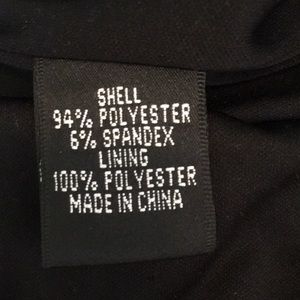 SHELL
94% POLYESTER
6% SPANDEX
LINING
100% POLYESTER
MADE IN CHINA